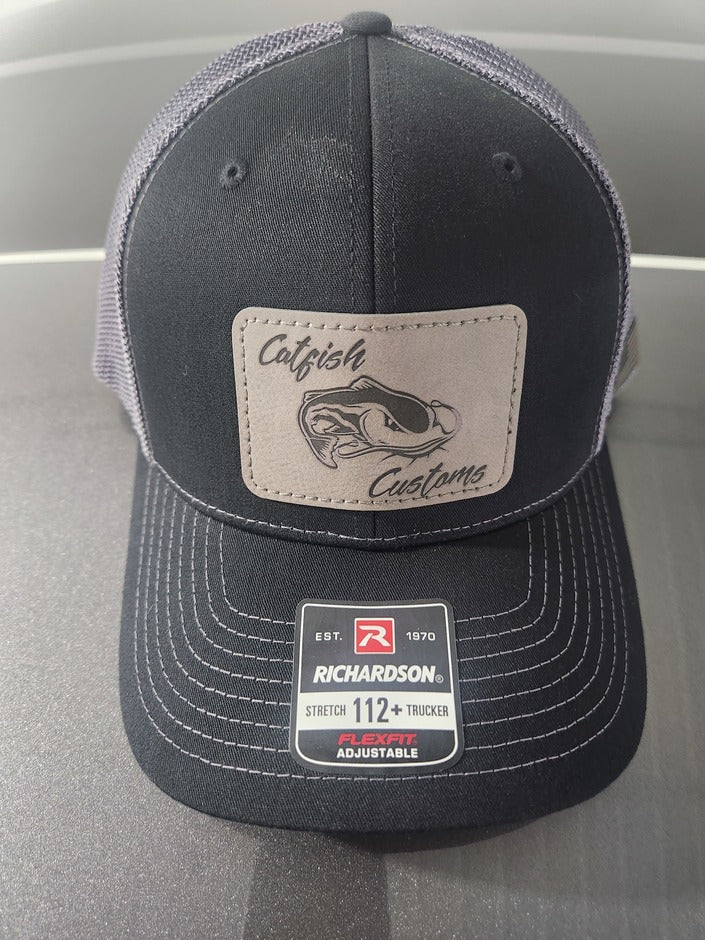 Catfish
Customs
EST. R 1970
RICHARDSON®
STRETCH 112+ TRUCKER
FLEXFIT
ADJUSTABLE